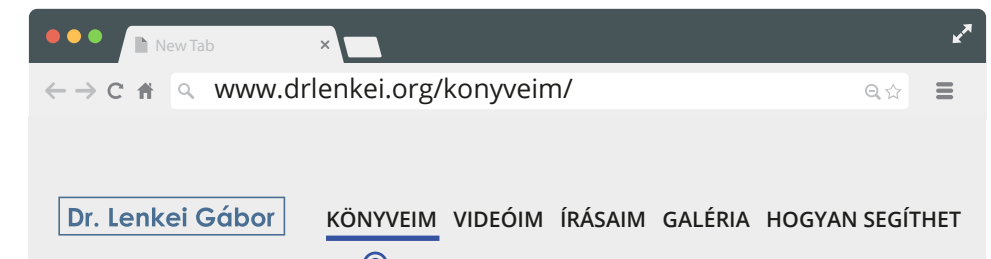 New Tab
www.drlenkei.org/konyveim/
Dr. Lenkei Gábor
KÖNYVEIM VIDEÓIM ÍRÁSAIM GALÉRIA HOGYAN SEGÍTHET